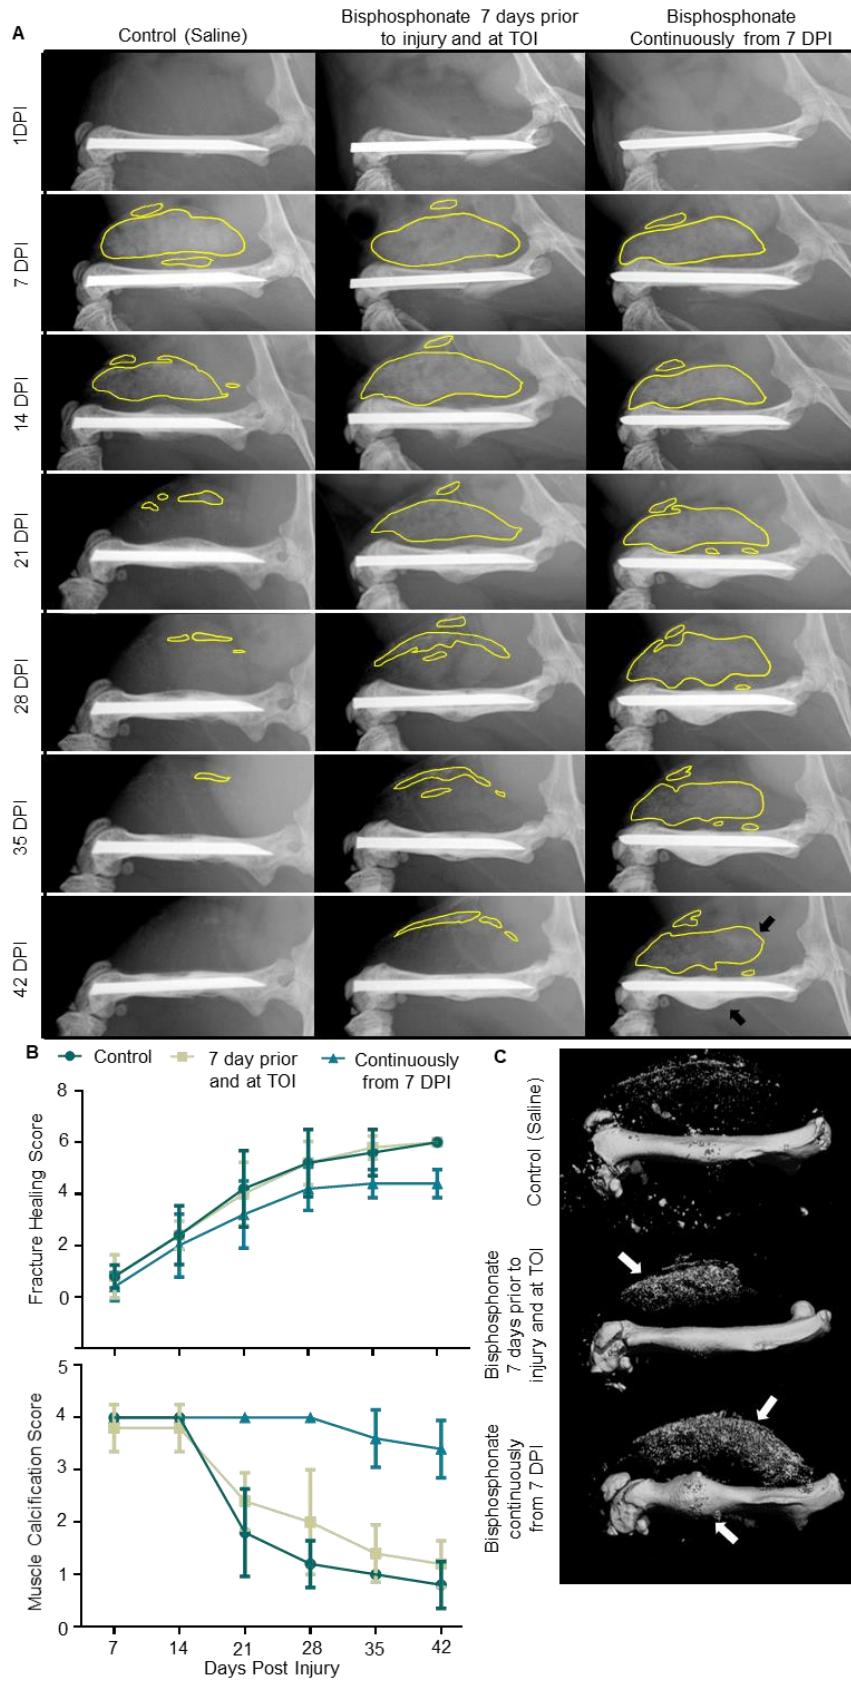 A
Control (Saline)
Bisphosphonate 7 days prior
to injury and at TOI
Bisphosphonate
Continuously from 7 DPI
1DPI
7 DPI
14 DPI
21 DPI
28 DPI
35 DPI
42 DPI
B
Control
7 day prior
and at TOI
Continuously
from 7 DPI
Fracture Healing Score
8
6
4
2
0
Muscle Calcification Score
5
4
3
2
1
0
7
14
21
28
35
42
Days Post Injury
C
Control (Saline)
Bisphosphonate
7 days prior to
injury and at TOI
Bisphosphonate
continuously
from 7 DPI